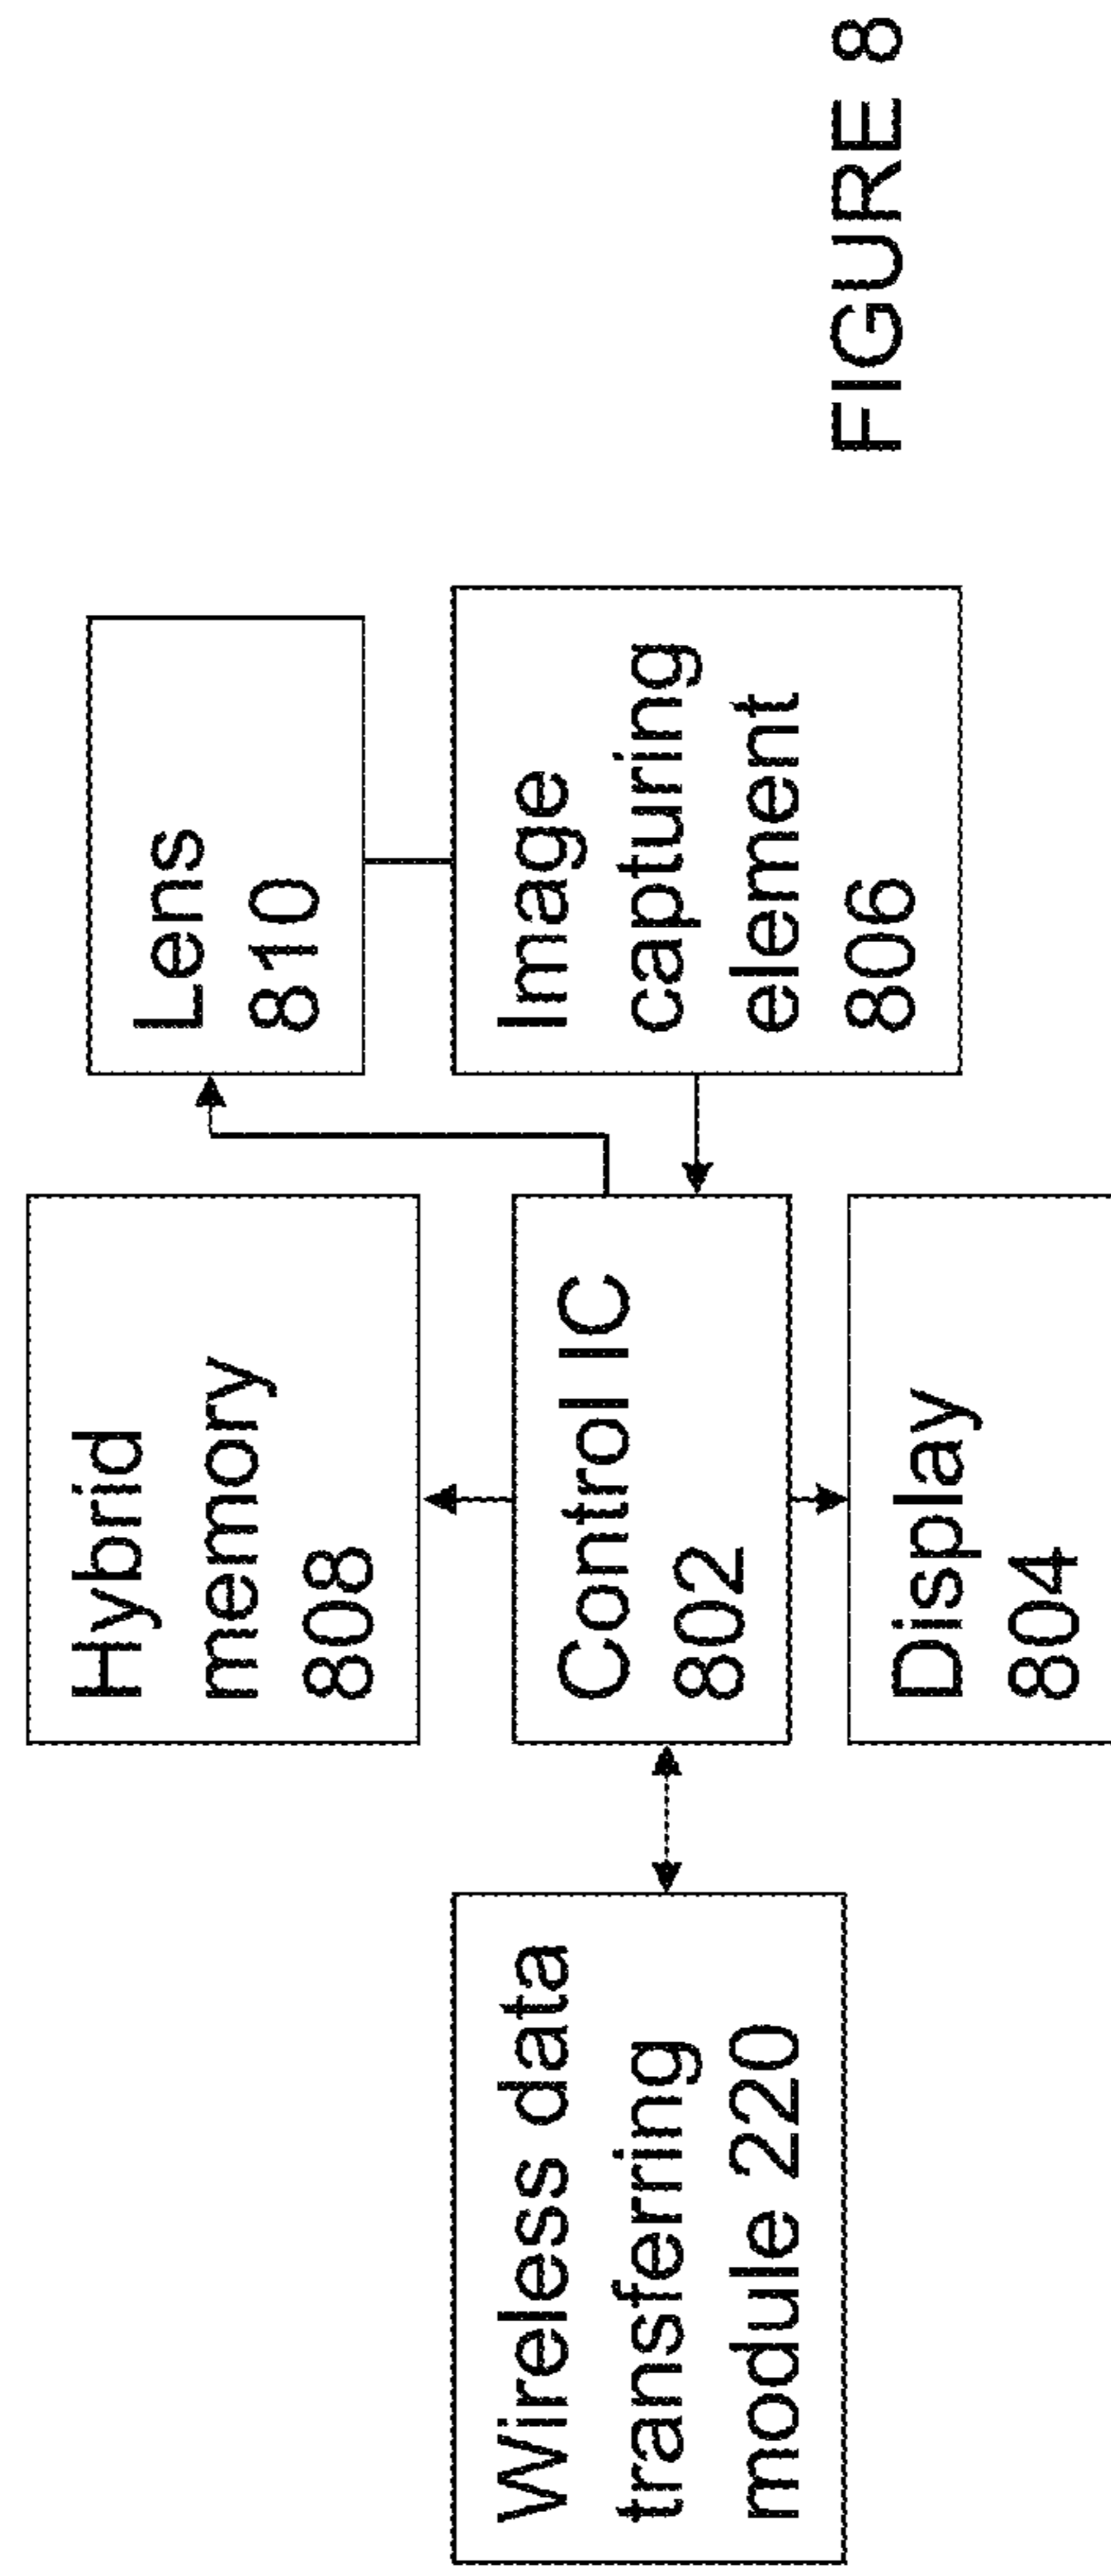 Hybrid
memory
808
Lens
810
Wireless data
transferring
module 220
Control IC
802
Image
capturing
element
806
Display
804
FIGURE 8